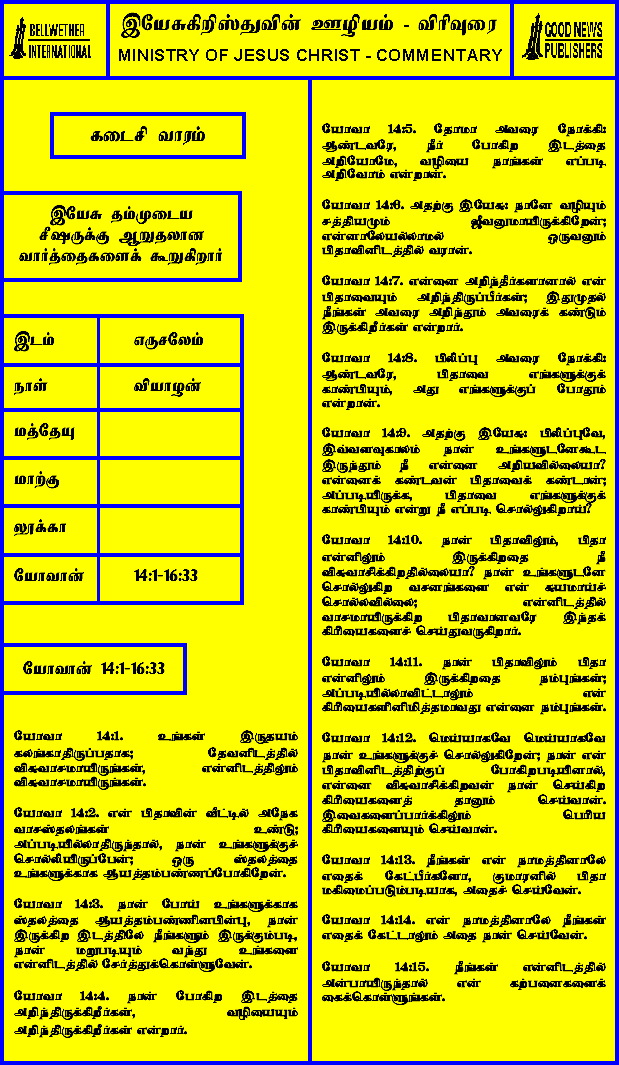 BELLWETHER
INTERNATIONAL
இயேசுகிறிஸ்துவின் ஊழியம் - விரிவுரை
MINISTRY OF JESUS CHRIST - COMMENTARY
GOOD NEWS
PUBLISHERS
கடைசி வாரம்
இயேசு தம்முடைய
சீஷருக்கு ஆறுதலான
வார்த்தைகளைக் கூறுகிறார்
இடம் எருசலேம்
நாள் வியாழன்
மத்தேயு
மாற்கு
லூக்கா
யோவான் 14:1-16:33
யோவான் 14:1-16:33
யோவா 14:1. உங்கள் இருதயம்
கலங்காதிருப்பதாக; தேவனிடத்தில்
விசுவாசமாயிருங்கள், என்னிடத்திலும்
விசுவாசமாயிருங்கள்.
யோவா 14:2. என் பிதாவின் வீட்டில் அநேக
வாசஸ்தலங்கள் உண்டு;
அப்படியில்லாதிருந்தால், நான் உங்களுக்குச்
சொல்லியிருப்பேன்; ஒரு ஸ்தலத்தை
உங்களுக்காக ஆயத்தம்பண்ணப்போகிறேன்.
யோவா 14:3. நான் போய் உங்களுக்காக
ஸ்தலத்தை ஆயத்தம்பண்ணினபின்பு, நான்
இருக்கிற இடத்திலே நீங்களும் இருக்கும்படி,
நான் மறுபடியும் வந்து உங்களை
என்னிடத்தில் சேர்த்துக்கொள்ளுவேன்.
யோவா 14:4. நான் போகிற இடத்தை
அறிந்திருக்கிறீர்கள், வழியையும்
அறிந்திருக்கிறீர்கள் என்றார்.
யோவா 14:5. தோமா அவரை நோக்கி:
ஆண்டவரே, நீர் போகிற இடத்தை
அறியோமே, வழியை நாங்கள் எப்படி
அறிவோம் என்றான்.
யோவா 14:6. அதற்கு இயேசு: நானே வழியும்
சத்தியமும் ஜீவனுமாயிருக்கிறேன்;
என்னாலேயல்லாமல் ஒருவனும்
பிதாவினிடத்தில் வரான்.
யோவா 14:7. என்னை அறிந்தீர்களானால் என்
பிதாவையும் அறிந்திருப்பீர்கள்; இதுமுதல்
நீங்கள் அவரை அறிந்தும் அவரைக் கண்டும்
இருக்கிறீர்கள் என்றார்.
யோவா 14:8. பிலிப்பு அவரை நோக்கி:
ஆண்டவரே, பிதாவை எங்களுக்குக்
காண்பியும், அது எங்களுக்குப் போதும்
என்றான்.
யோவா 14:9. அதற்கு இயேசு: பிலிப்புவே,
இவ்வளவுகாலம் நான் உங்களுடனேகூட
இருந்தும் நீ என்னை அறியவில்லையா?
என்னைக் கண்டவன் பிதாவைக் கண்டான்;
அப்படியிருக்க, பிதாவை எங்களுக்குக்
காண்பியும் என்று நீ எப்படி சொல்லுகிறாய்?
யோவா 14:10. நான் பிதாவிலும், பிதா
என்னிலும் இருக்கிறதை நீ
விசுவாசிக்கிறதில்லையா? நான் உங்களுடனே
சொல்லுகிற வசனங்களை என் சுயமாய்ச்
சொல்லவில்லை; என்னிடத்தில்
வாசமாயிருக்கிற பிதாவானவரே இந்தக்
கிரியைகளைச் செய்துவருகிறார்.
யோவா 14:11. நான் பிதாவிலும் பிதா
என்னிலும் இருக்கிறதை நம்புங்கள்;
அப்படியில்லாவிட்டாலும் என்
கிரியைகளினிமித்தமாவது என்னை நம்புங்கள்.
யோவா 14:12. மெய்யாகவே மெய்யாகவே
நான் உங்களுக்குச் சொல்லுகிறேன்; நான் என்
பிதாவினிடத்திற்குப் போகிறபடியினால்,
என்னை விசுவாசிக்கிறவன் நான் செய்கிற
கிரியைகளைத் தானும் செய்வான்.
இவைகளைப்பார்க்கிலும் பெரிய
கிரியைகளையும் செய்வான்.
யோவா 14:13. நீங்கள் என் நாமத்தினாலே
எதைக் கேட்பீர்களோ, குமாரனில் பிதா
மகிமைப்படும்படியாக, அதைச் செய்வேன்.
யோவா 14:14. என் நாமத்தினாலே நீங்கள்
எதைக் கேட்டாலும் அதை நான் செய்வேன்.
யோவா 14:15. நீங்கள் என்னிடத்தில்
அன்பாயிருந்தால் என் கற்பனைகளைக்
கைக்கொள்ளுங்கள்.